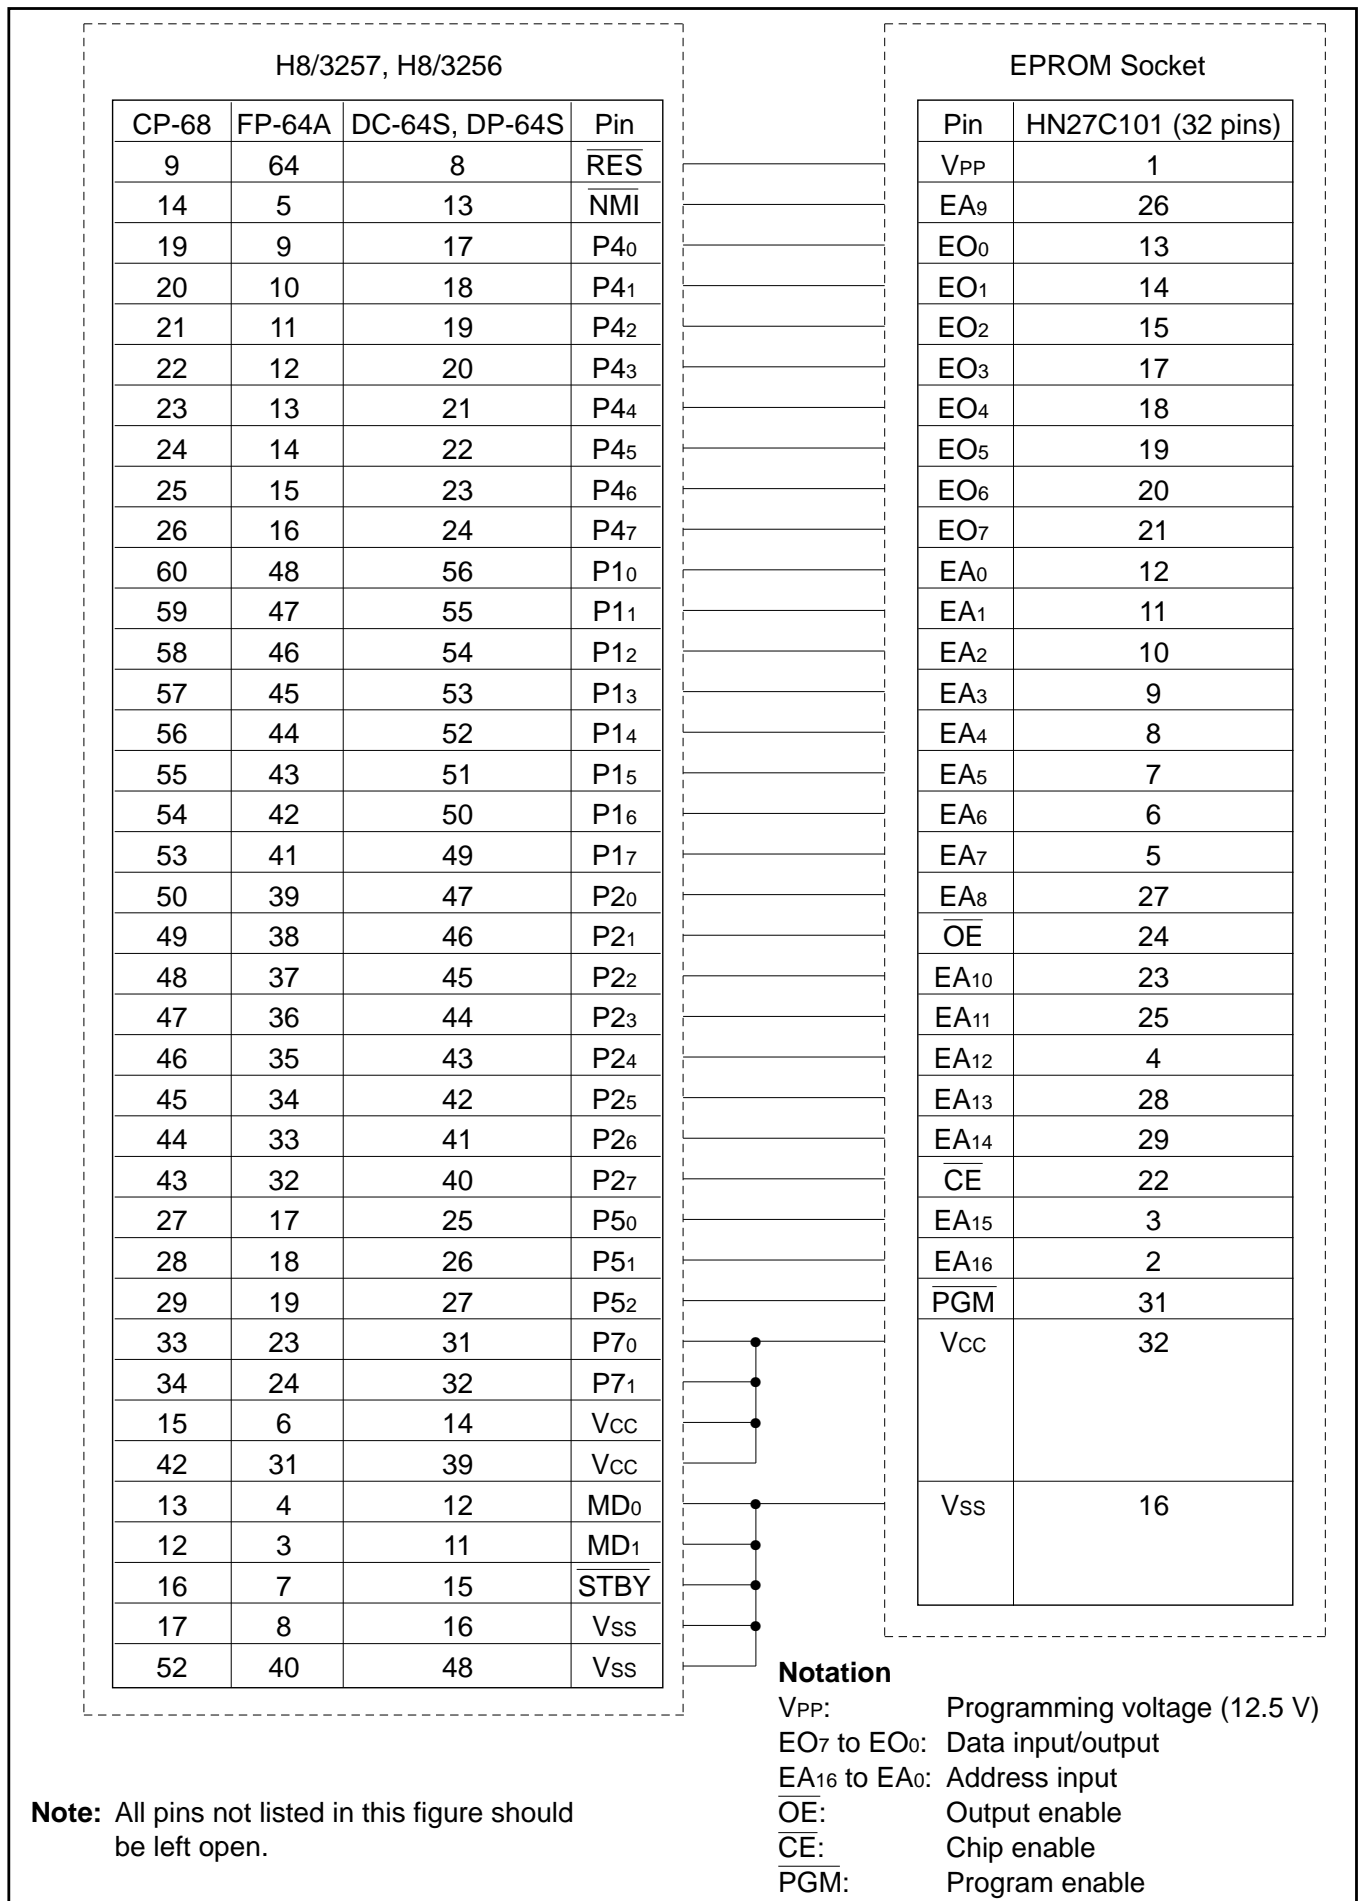 H8/3257, H8/3256 EPROM Socket
CP-68 FP-64A DC-64S, DP-64S Pin Pin HN27C101 (32 pins)
9 64 8 R̅E̅S̅ VPP 1
14 5 13 N̅M̅I̅ EA9 26
19 9 17 P40 EO0 13
20 10 18 P41 EO1 14
21 11 19 P42 EO2 15
22 12 20 P43 EO3 17
23 13 21 P44 EO4 18
24 14 22 P45 EO5 19
25 15 23 P46 EO6 20
26 16 24 P47 EO7 21
60 48 56 P10 EA0 12
59 47 55 P11 EA1 11
58 46 54 P12 EA2 10
57 45 53 P13 EA3 9
56 44 52 P14 EA4 8
55 43 51 P15 EA5 7
54 42 50 P16 EA6 6
53 41 49 P17 EA7 5
50 39 47 P20 EA8 27
49 38 46 P21 O̅E̅ 24
48 37 45 P22 EA10 23
47 36 44 P23 EA11 25
46 35 43 P24 EA12 4
45 34 42 P25 EA13 28
44 33 41 P26 EA14 29
43 32 40 P27 C̅E̅ 22
27 17 25 P50 EA15 3
28 18 26 P51 EA16 2
29 19 27 P52 P̅G̅M̅ 31
33 23 31 P70 VCC 32
34 24 32 P71
15 6 14 VCC
42 31 39 VCC
13 4 12 MD0 VSS 16
12 3 11 MD1
16 7 15 S̅T̅B̅Y̅
17 8 16 VSS
52 40 48 VSS
Notation
VPP: Programming voltage (12.5 V)
EO7 to EO0: Data input/output
EA16 to EA0: Address input
O̅E̅: Output enable
C̅E̅: Chip enable
P̅G̅M̅: Program enable
Note: All pins not listed in this figure should
be left open.